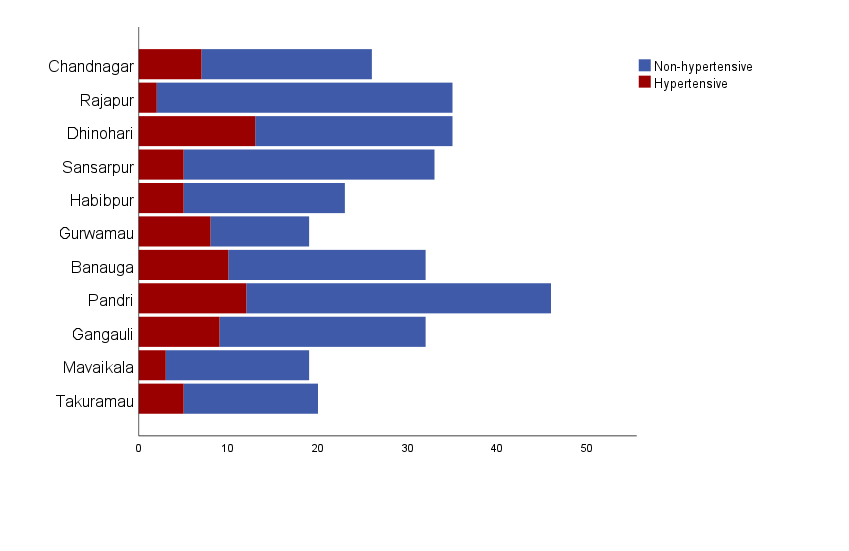 Chandnagar
Rajapur
Dhinohari
Sansarpur
Habibpur
Gurwamau
Banauga
Pandri
Gangauli
Mavaikala
Takuramau
0 10 20 30 40 50
Non-hypertensive
Hypertensive